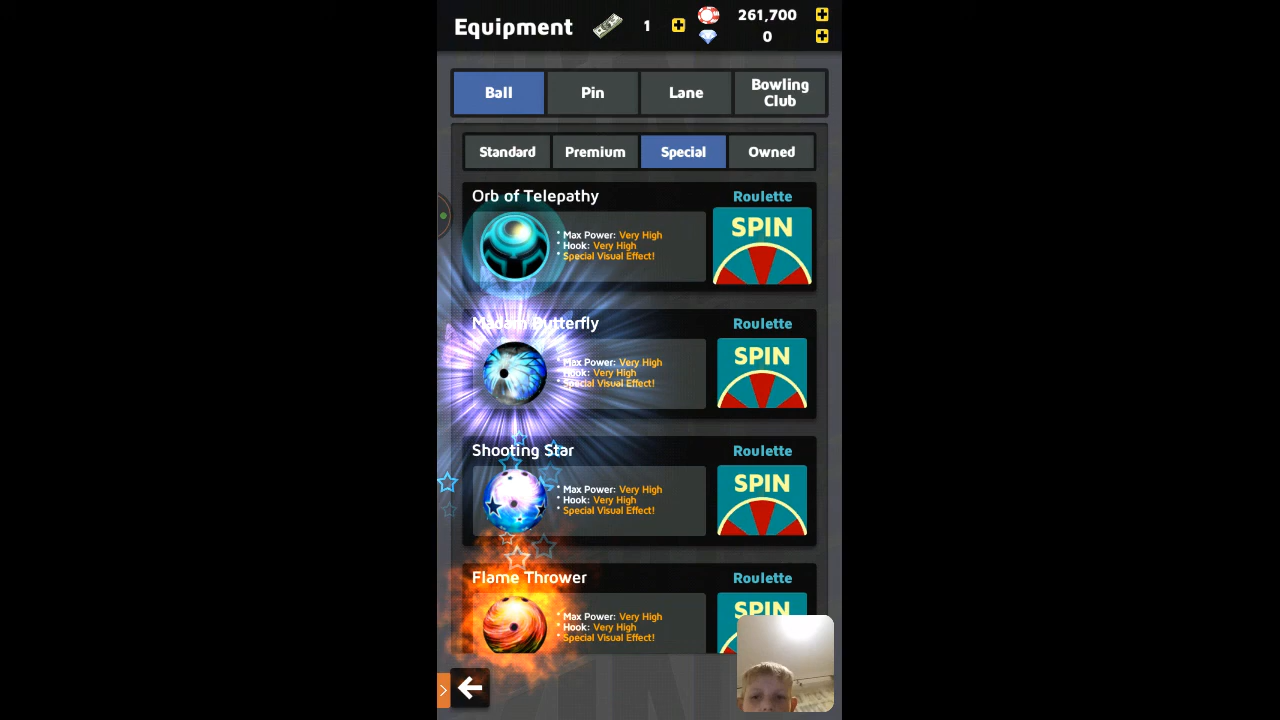 Equipment
1
261,700
0
Ball
Pin
Lane
Bowling
Club
Standard
Premium
Special
Owned
Orb of Telepathy
Roulette
* Max Power: Very High
* Hook: Very High
* Special Visual Effect!
SPIN
Madam Butterfly
Roulette
* Max Power: Very High
* Hook: Very High
* Special Visual Effect!
SPIN
Shooting Star
Roulette
* Max Power: Very High
* Hook: Very High
* Special Visual Effect!
SPIN
Flame Thrower
Roulette
* Max Power: Very High
* Hook: Very High
* Special Visual Effect!
SPIN